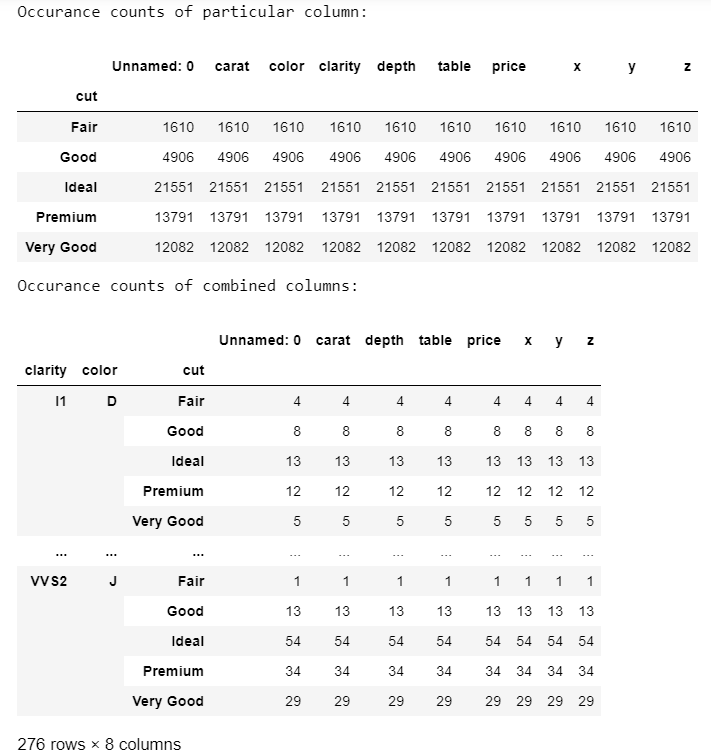 Occurance counts of particular column:
Unnamed: 0 carat color clarity depth table price x y z
cut
Fair 1610 1610 1610 1610 1610 1610 1610 1610 1610 1610
Good 4906 4906 4906 4906 4906 4906 4906 4906 4906 4906
Ideal 21551 21551 21551 21551 21551 21551 21551 21551 21551 21551
Premium 13791 13791 13791 13791 13791 13791 13791 13791 13791 13791
Very Good 12082 12082 12082 12082 12082 12082 12082 12082 12082 12082
Occurance counts of combined columns:
Unnamed: 0 carat depth table price x y z
clarity color cut
I1 D Fair 4 4 4 4 4 4 4 4
Good 8 8 8 8 8 8 8 8
Ideal 13 13 13 13 13 13 13 13
Premium 12 12 12 12 12 12 12 12
Very Good 5 5 5 5 5 5 5 5
... ... ... ... ... ... ... ... ... ... ...
VVS2 J Fair 1 1 1 1 1 1 1 1
Good 13 13 13 13 13 13 13 13
Ideal 54 54 54 54 54 54 54 54
Premium 34 34 34 34 34 34 34 34
Very Good 29 29 29 29 29 29 29 29
276 rows × 8 columns